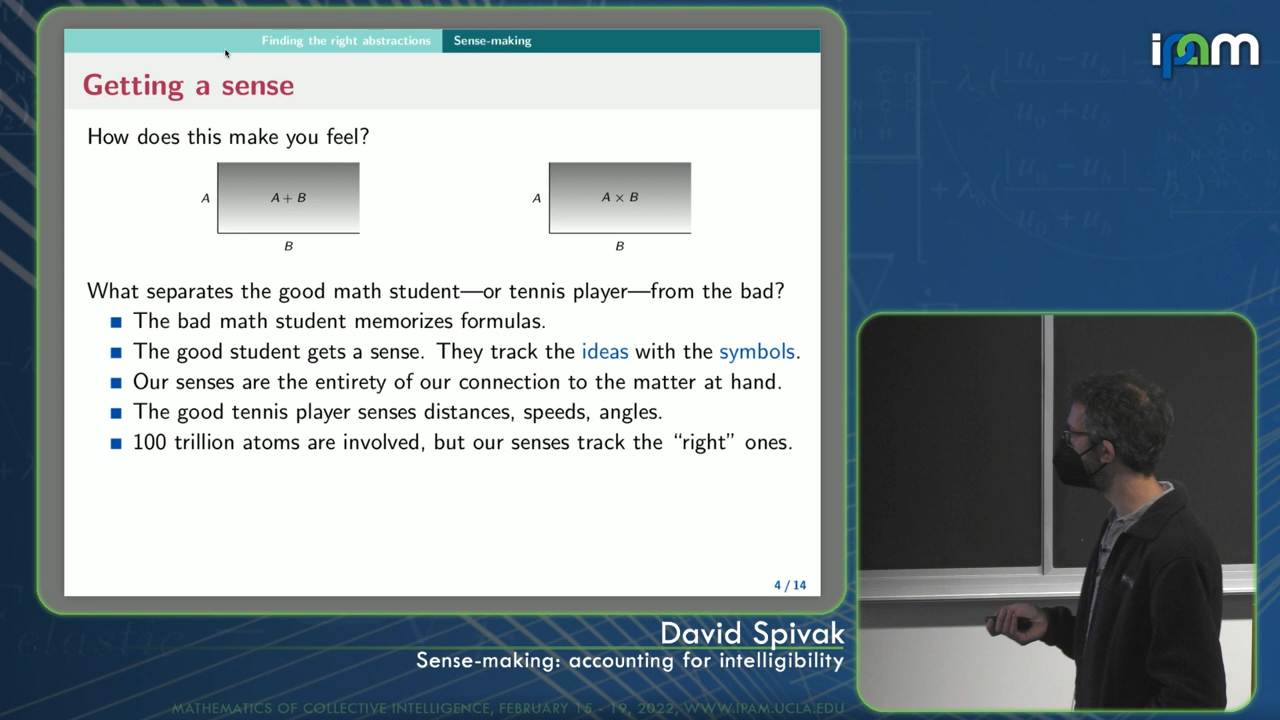 Finding the right abstractions Sense-making
ipam
Getting a sense
How does this make you feel?
A A + B
B
A A × B
B
What separates the good math student—or tennis player—from the bad?
The bad math student memorizes formulas.
The good student gets a sense. They track the ideas with the symbols.
Our senses are the entirety of our connection to the matter at hand.
The good tennis player senses distances, speeds, angles.
100 trillion atoms are involved, but our senses track the “right” ones.
4 / 14
David Spivak
Sense-making: accounting for intelligibility
MATHEMATICS OF COLLECTIVE INTELLIGENCE, FEBRUARY 15 - 19, 2022, WWW.IPAM.UCLA.EDU
elastic